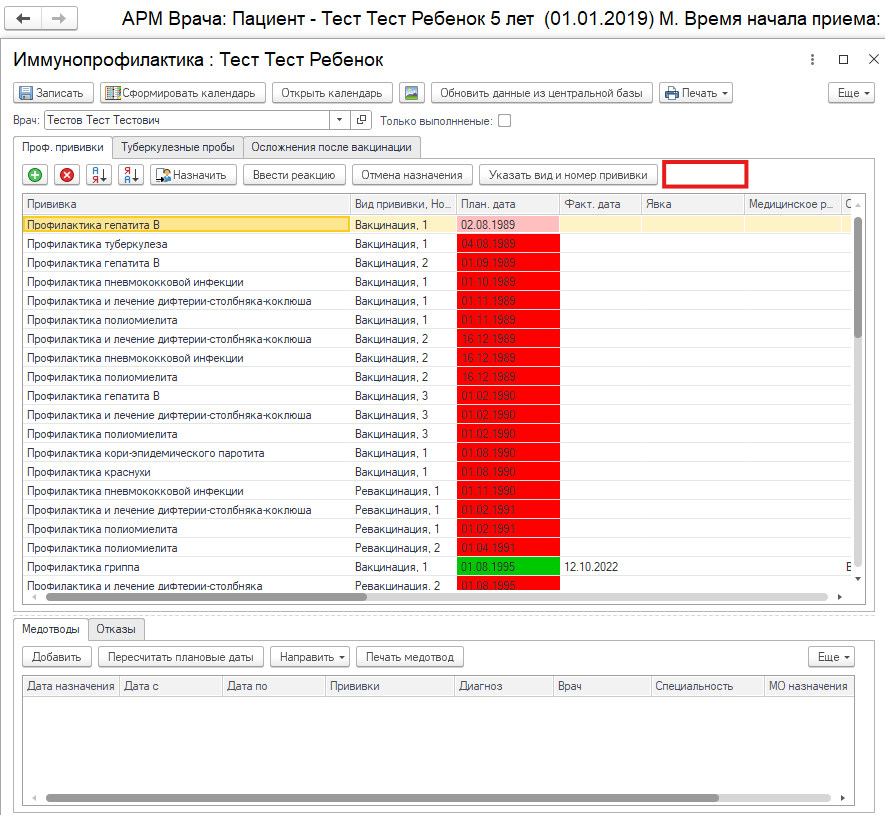 АРМ Врача: Пациент - Тест Тест Ребенок 5 лет (01.01.2019) М. Время начала приема:
Иммунопрофилактика : Тест Тест Ребенок
Записать Сформировать календарь Открыть календарь Обновить данные из центральной базы Печать Еще
Врач: Тестов Тест Тестович Только выполненные:
Проф. прививки Туберкулезные пробы Осложнения после вакцинации
А Я Я А Назначить Ввести реакцию Отмена назначения Указать вид и номер прививки
Прививка Вид прививки, Но... План. дата Факт. дата Явка Медицинское р... С
Профилактика гепатита В Вакцинация, 1 02.08.1989
Профилактика туберкулеза Вакцинация, 1 04.08.1989
Профилактика гепатита В Вакцинация, 2 01.09.1989
Профилактика пневмококковой инфекции Вакцинация, 1 01.10.1989
Профилактика и лечение дифтерии-столбняка-коклюша Вакцинация, 1 01.11.1989
Профилактика полиомиелита Вакцинация, 1 01.11.1989
Профилактика и лечение дифтерии-столбняка-коклюша Вакцинация, 2 16.12.1989
Профилактика пневмококковой инфекции Вакцинация, 2 16.12.1989
Профилактика полиомиелита Вакцинация, 2 16.12.1989
Профилактика гепатита В Вакцинация, 3 01.02.1990
Профилактика и лечение дифтерии-столбняка-коклюша Вакцинация, 3 01.02.1990
Профилактика полиомиелита Вакцинация, 3 01.02.1990
Профилактика кори-эпидемического паротита Вакцинация, 1 01.08.1990
Профилактика краснухи Вакцинация, 1 01.08.1990
Профилактика пневмококковой инфекции Ревакцинация, 1 01.11.1990
Профилактика и лечение дифтерии-столбняка-коклюша Ревакцинация, 1 01.02.1991
Профилактика полиомиелита Ревакцинация, 1 01.02.1991
Профилактика полиомиелита Ревакцинация, 2 01.04.1991
Профилактика гриппа Вакцинация, 1 01.08.1995 12.10.2022 Е
Профилактика и лечение дифтерии-столбняка Ревакцинация, 2 01.08.1995
Медотводы Отказы
Добавить Пересчитать плановые даты Направить Печать медотвод Еще
Дата назначения Дата с Дата по Прививки Диагноз Врач Специальность МО назначения